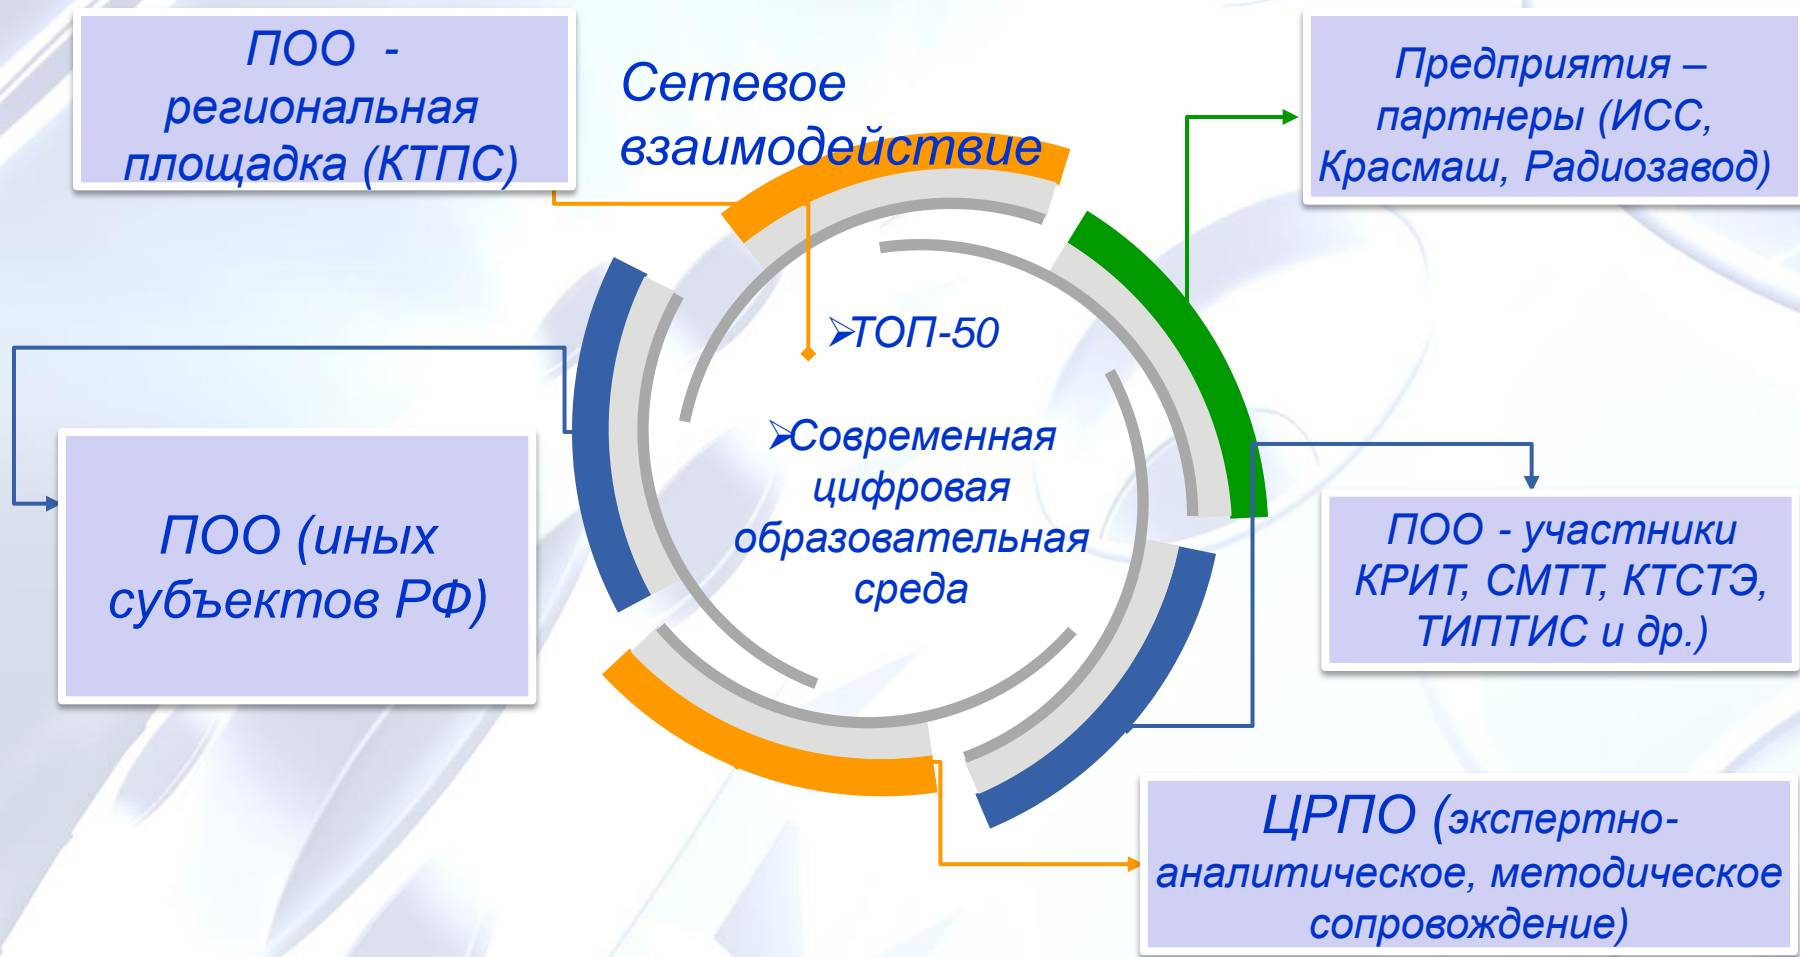 ПОО -
региональная
площадка (КТПС)
Сетевое
взаимодействие
Предприятия –
партнеры (ИСС,
Красмаш, Радиозавод)
➢ТОП-50
➢Современная
цифровая
образовательная
среда
ПОО (иных
субъектов РФ)
ПОО - участники
КРИТ, СМТТ, КТСТЭ,
ТИПТИС и др.)
ЦРПО (экспертно-
аналитическое, методическое
сопровождение)